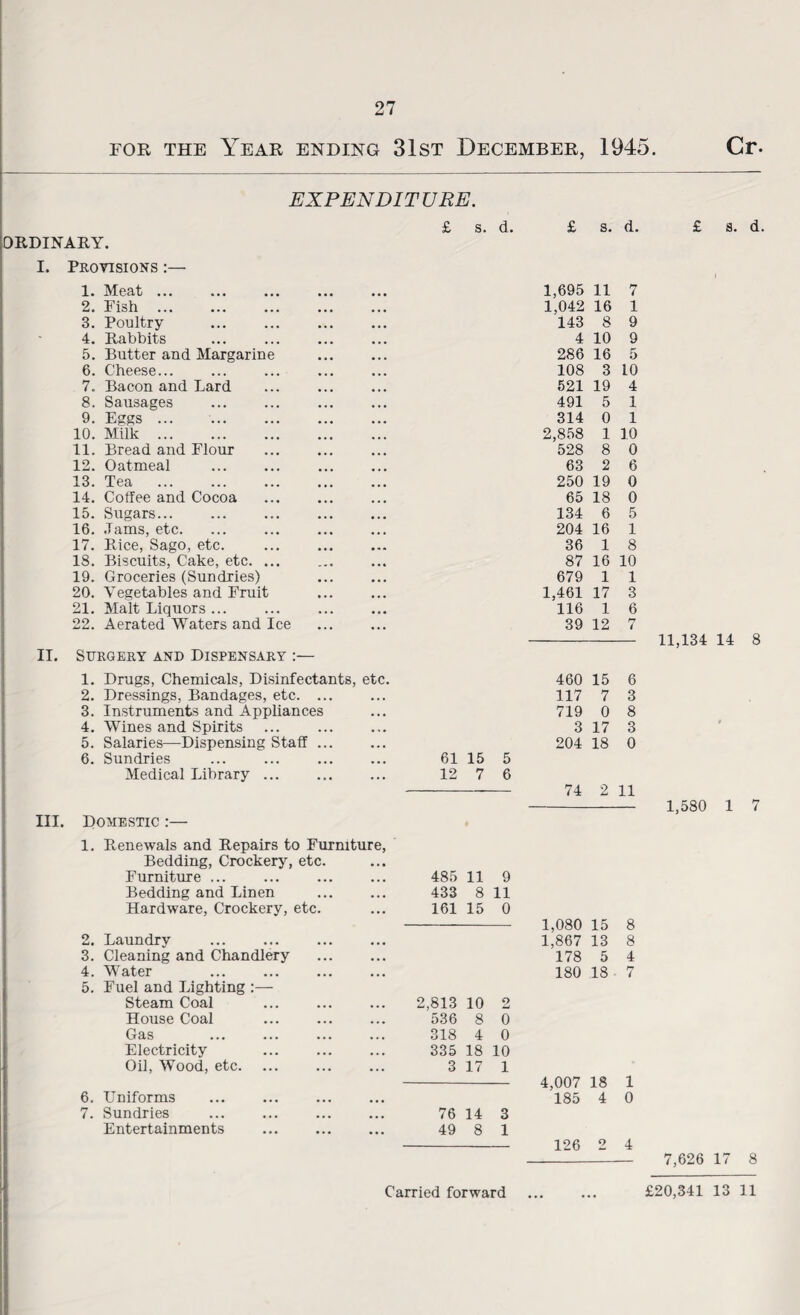 27
FOR THE YEAR ENDING 31ST DECEMBER, 1945. Cr.
EXPENDITURE.
£ s. d. £ s. d. £ s. d.
ORDINARY.
I. PROVISIONS :—
1. Meat ... ... ... ... ... 1,695 11 7
2. Fish ... ... ... ... ... 1,042 16 1
3. Poultry ... ... ... ... 143 8 9
4. Rabbits ... ... ... ... 4 10 9
5. Butter and Margarine ... ... 286 16 5
6. Cheese... ... ... ... ... 108 3 10
7. Bacon and Lard ... ... ... 521 19 4
8. Sausages ... ... ... ... 491 5 1
9. Eggs ... ... ... ... ... 314 0 1
10. Milk ... ... ... ... ... 2,858 1 10
11. Bread and Flour ... ... ... 528 8 0
12. Oatmeal ... ... ... ... 63 2 6
13. Tea ... ... ... ... ... 250 19 0
14. Coffee and Cocoa ... ... ... 65 18 0
15. Sugars... ... ... ... ... 134 6 5
16. Jams, etc. ... ... ... ... 204 16 1
17. Rice, Sago, etc. ... ... ... 36 1 8
18. Biscuits, Cake, etc. ... ... ... 87 16 10
19. Groceries (Sundries) ... ... 679 1 1
20. Vegetables and Fruit ... ... 1,461 17 3
21. Malt Liquors ... ... ... ... 116 1 6
22. Aerated Waters and Ice ... ... 39 12 7
11,134 14 8
II. SURGERY AND DISPENSARY :—
1. Drugs, Chemicals, Disinfectants, etc. 460 15 6
2. Dressings, Bandages, etc. ... ... 117 7 3
3. Instruments and Appliances ... 719 0 8
4. Wines and Spirits ... ... ... 3 17 3
5. Salaries—Dispensing Staff ... ... 204 18 0
6. Sundries ... ... ... ... 61 15 5
Medical Library ... ... ... 12 7 6
74 2 11
1,580 1 7
III. DOMESTIC :—
1. Renewals and Repairs to Furniture,
Bedding, Crockery, etc. ...
Furniture ... ... ... ... 485 11 9
Bedding and Linen ... ... 433 8 11
Hardware, Crockery, etc. ... 161 15 0
1,080 15 8
2. Laundry ... ... ... ... 1,867 13 8
3. Cleaning and Chandlery ... ... 178 5 4
4. Water ... ... ... ... 180 18 7
5. Fuel and Lighting :—
Steam Coal ... ... ... 2,813 10 2
House Coal ... ... ... 536 8 0
Gas ... ... ... ... 318 4 0
Electricity ... ... ... 335 18 10
Oil, Wood, etc. ... ... ... 3 17 1
4,007 18 1
6. Uniforms ... ... ... ... 185 4 0
7. Sundries ... ... ... ... 76 14 3
Entertainments ... ... ... 49 8 1
126 2 4
7,626 17 8
Carried forward ... ... £20,341 13 11